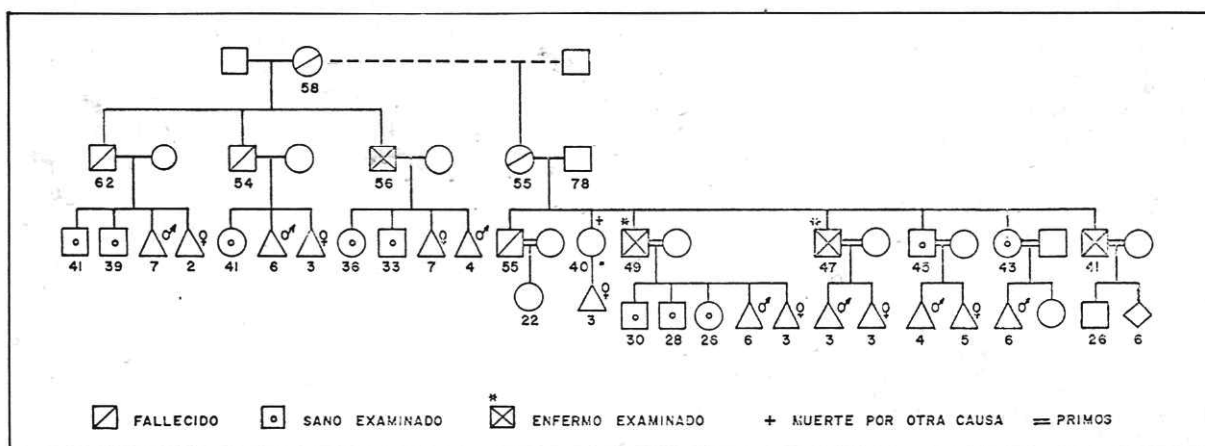 58
62 54 56 55 78
41 39 7 ♂ 2 ♀ 41 6 ♂ 3 ♀ 36 33 7 ♀ 4 ♂ 55 40 + 49 * 47 * 45 43 41
22 3 ♀ 30 28 26 6 ♂ 3 ♀ 3 ♂ 3 ♀ 4 ♂ 5 ♀ 6 ♂ 26 6
FALLECIDO SANO EXAMINADO * ENFERMO EXAMINADO + MUERTE POR OTRA CAUSA = PRIMOS